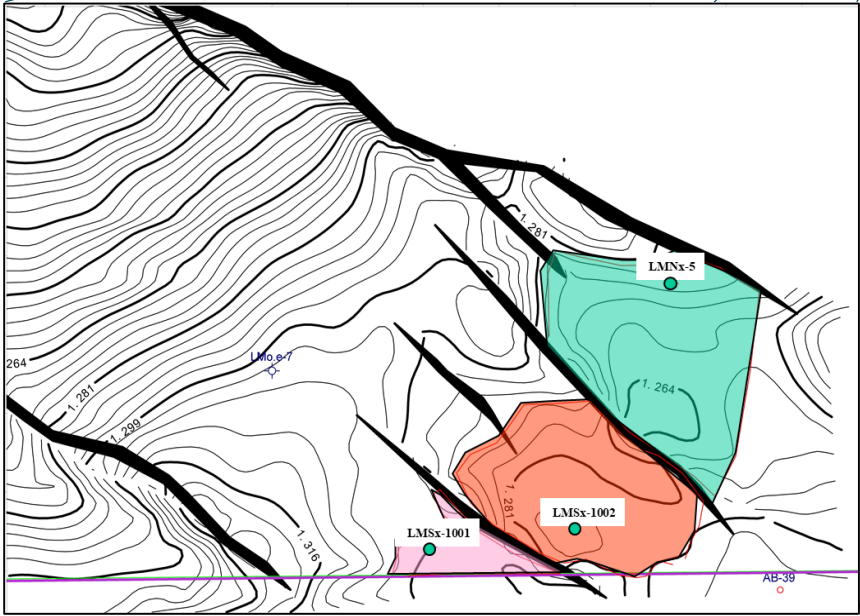 1. 281
LMNx-5
LMo.e-7
264
1. 264
1. 281
1. 299
1. 281
LMSx-1002
LMSx-1001
1. 316
AB-39